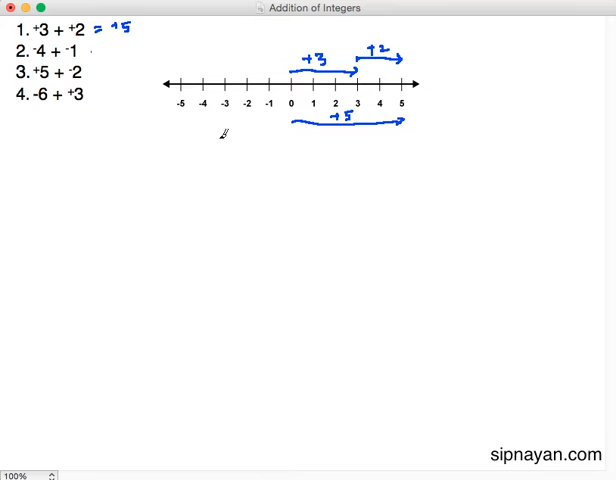 Addition of Integers
1. +3 + +2 = +5
2. -4 + -1
3. +5 + -2
4. -6 + +3
+3 +2
-5 -4 -3 -2 -1 0 1 2 3 4 5
+5
sipnayan.com
100%